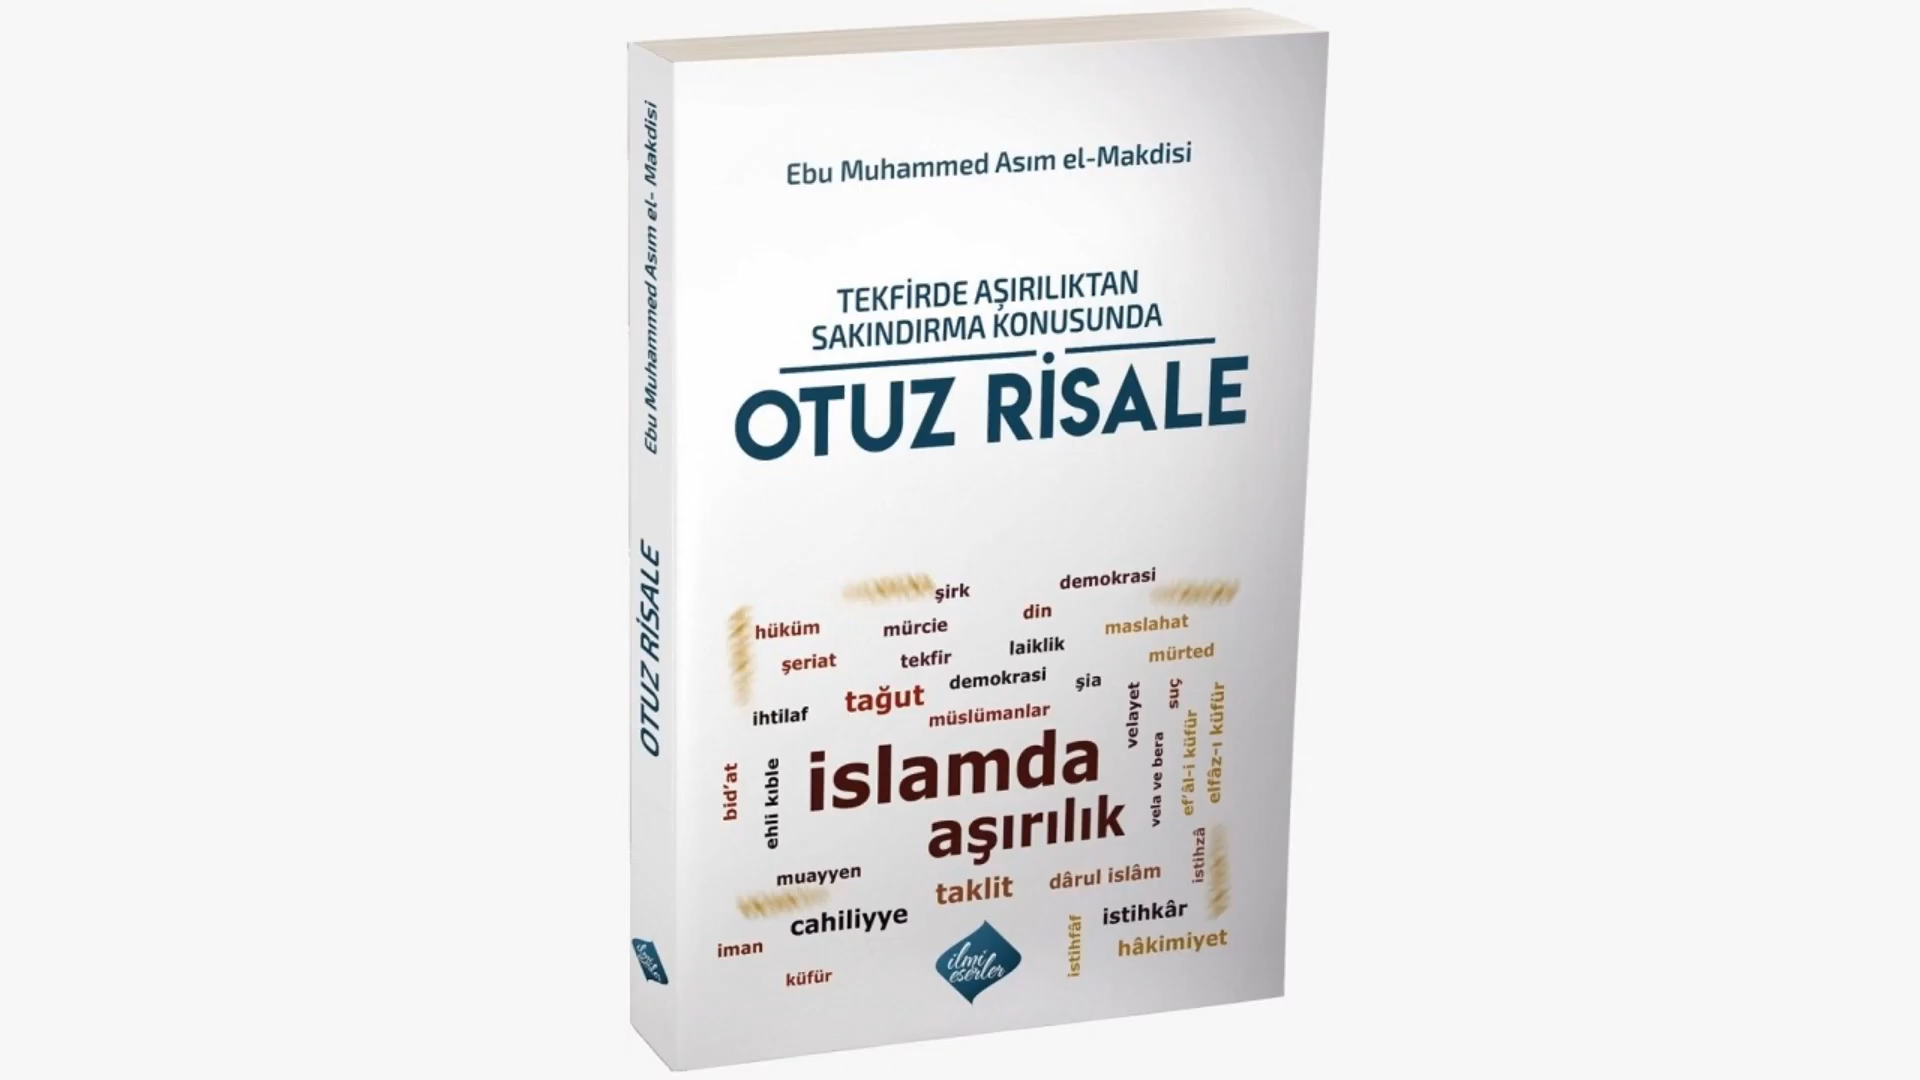 Ebu Muhammed Asım el-Makdisi
TEKFİRDE AŞIRILIKTAN
SAKINDIRMA KONUSUNDA
OTUZ RİSALE
şirk
demokrasi
hüküm
mürcie
din
maslahat
şeriat
tekfir
laiklik
mürted
ihtilaf
tağut
demokrasi
şia
müslümanlar
velayet
suç
bid'at
ehli kıble
islamda
aşırılık
vela ve bera
ef'âl-i küfür
elfâz-ı küfür
istihzâ
muayyen
taklit
dârul islâm
cahiliyye
istihfâf
istihkâr
iman
hâkimiyet
küfür
ilmi
eserler
Ebu Muhammed Asım el- Makdisi
OTUZ RİSALE
ilmi
eserler